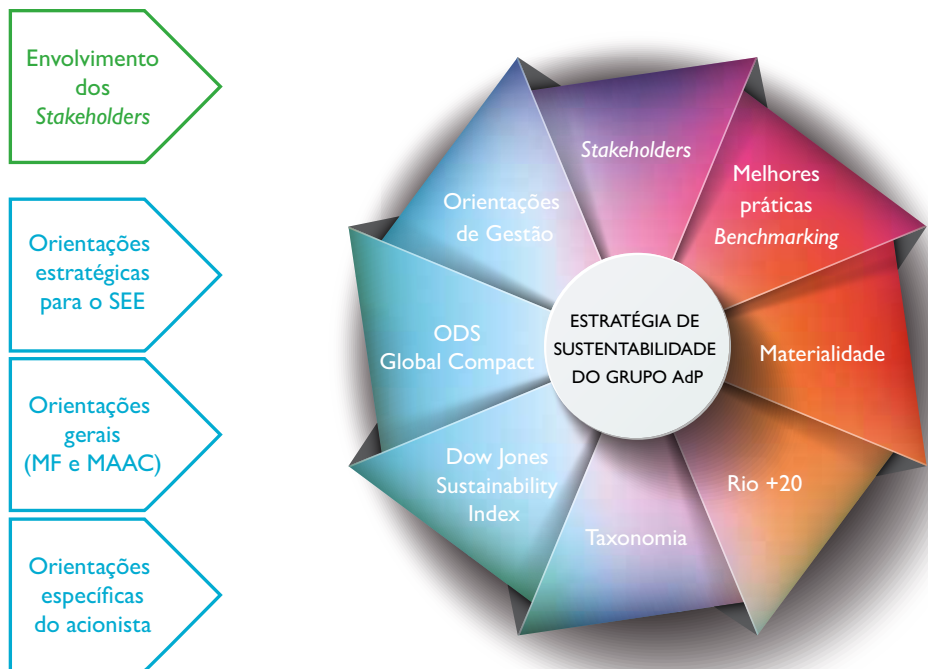 Envolvimento
dos
Stakeholders
Orientações
estratégicas
para o SEE
Orientações
gerais
(MF e MAAC)
Orientações
específicas
do acionista
Stakeholders
Melhores
práticas
Benchmarking
Materialidade
Rio +20
Taxonomia
Dow Jones
Sustainability
Index
ODS
Global Compact
Orientações
de Gestão
ESTRATÉGIA DE
SUSTENTABILIDADE
DO GRUPO AdP